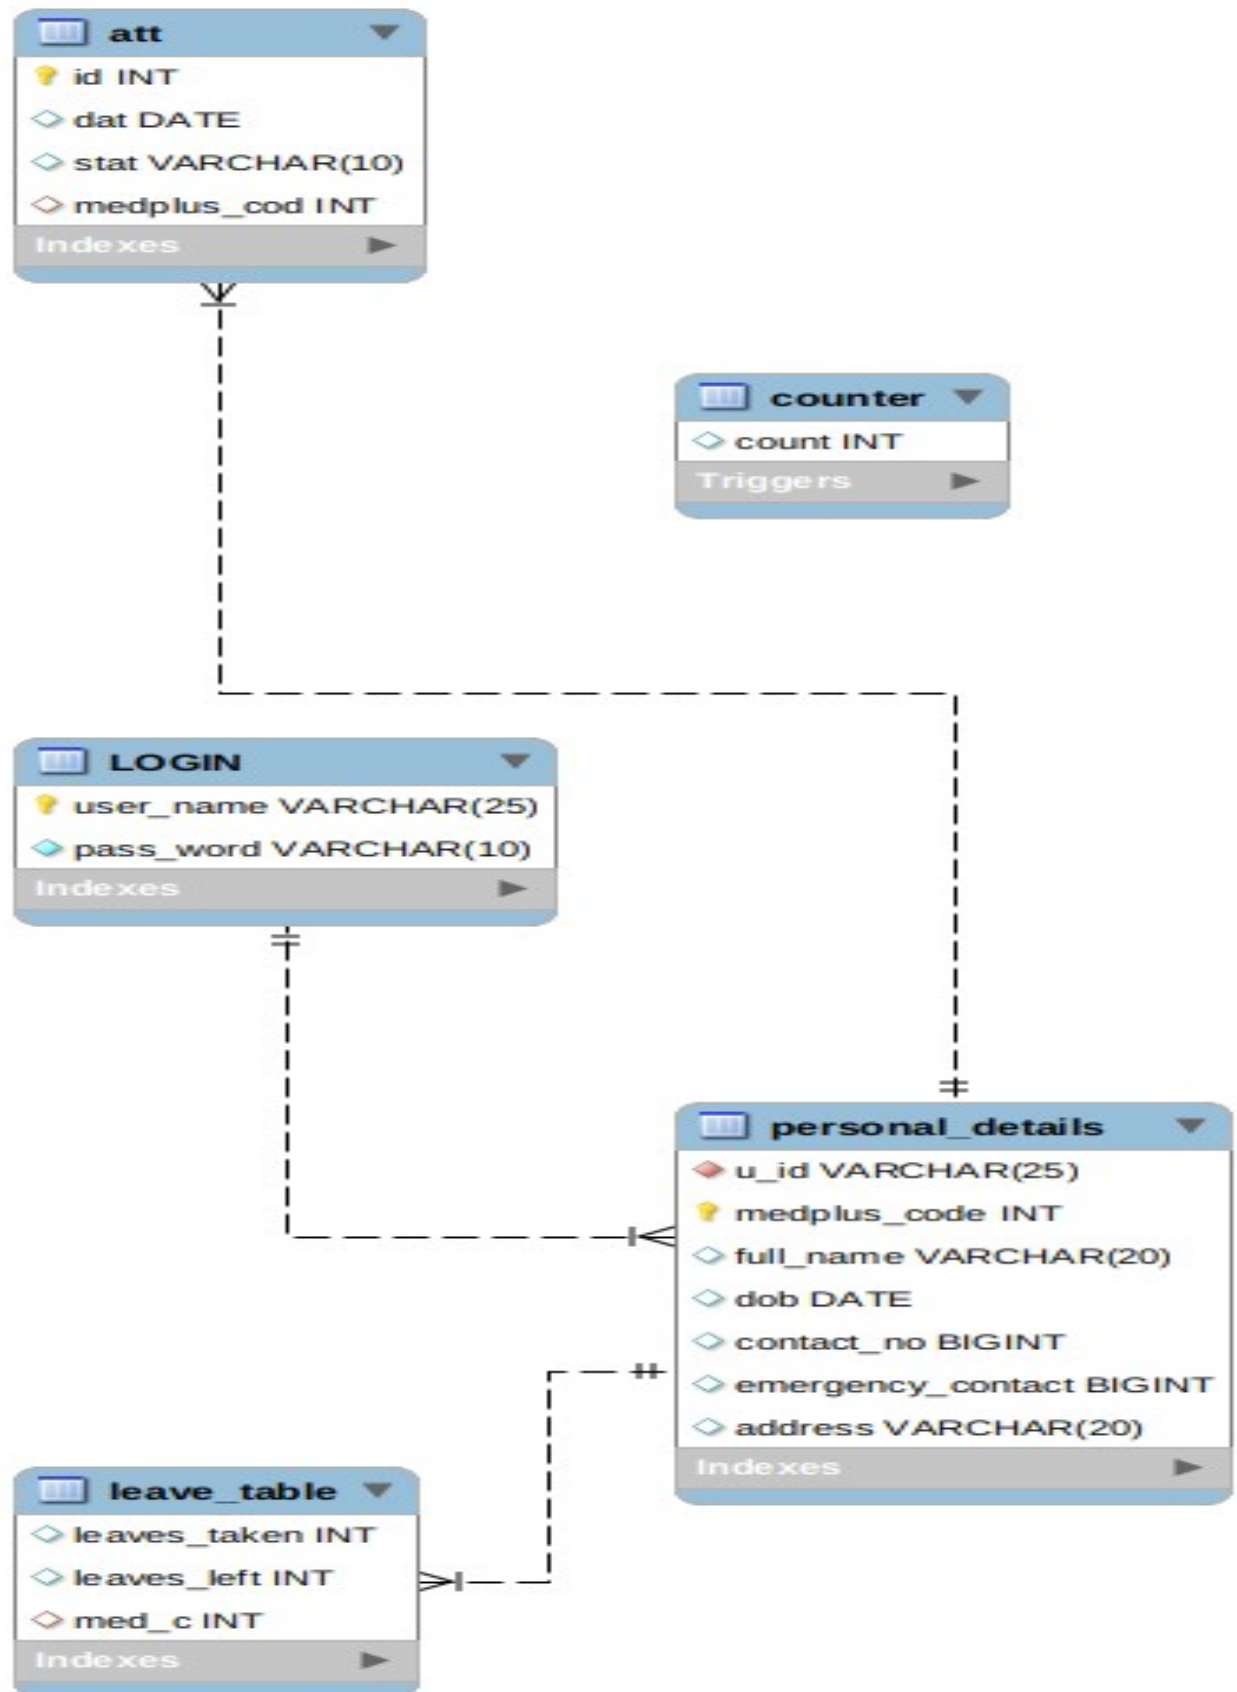 att
id INT
dat DATE
stat VARCHAR(10)
medplus_cod INT
Indexes
counter
count INT
Triggers
LOGIN
user_name VARCHAR(25)
pass_word VARCHAR(10)
Indexes
personal_details
u_id VARCHAR(25)
medplus_code INT
full_name VARCHAR(20)
dob DATE
contact_no BIGINT
emergency_contact BIGINT
address VARCHAR(20)
Indexes
leave_table
leaves_taken INT
leaves_left INT
med_c INT
Indexes